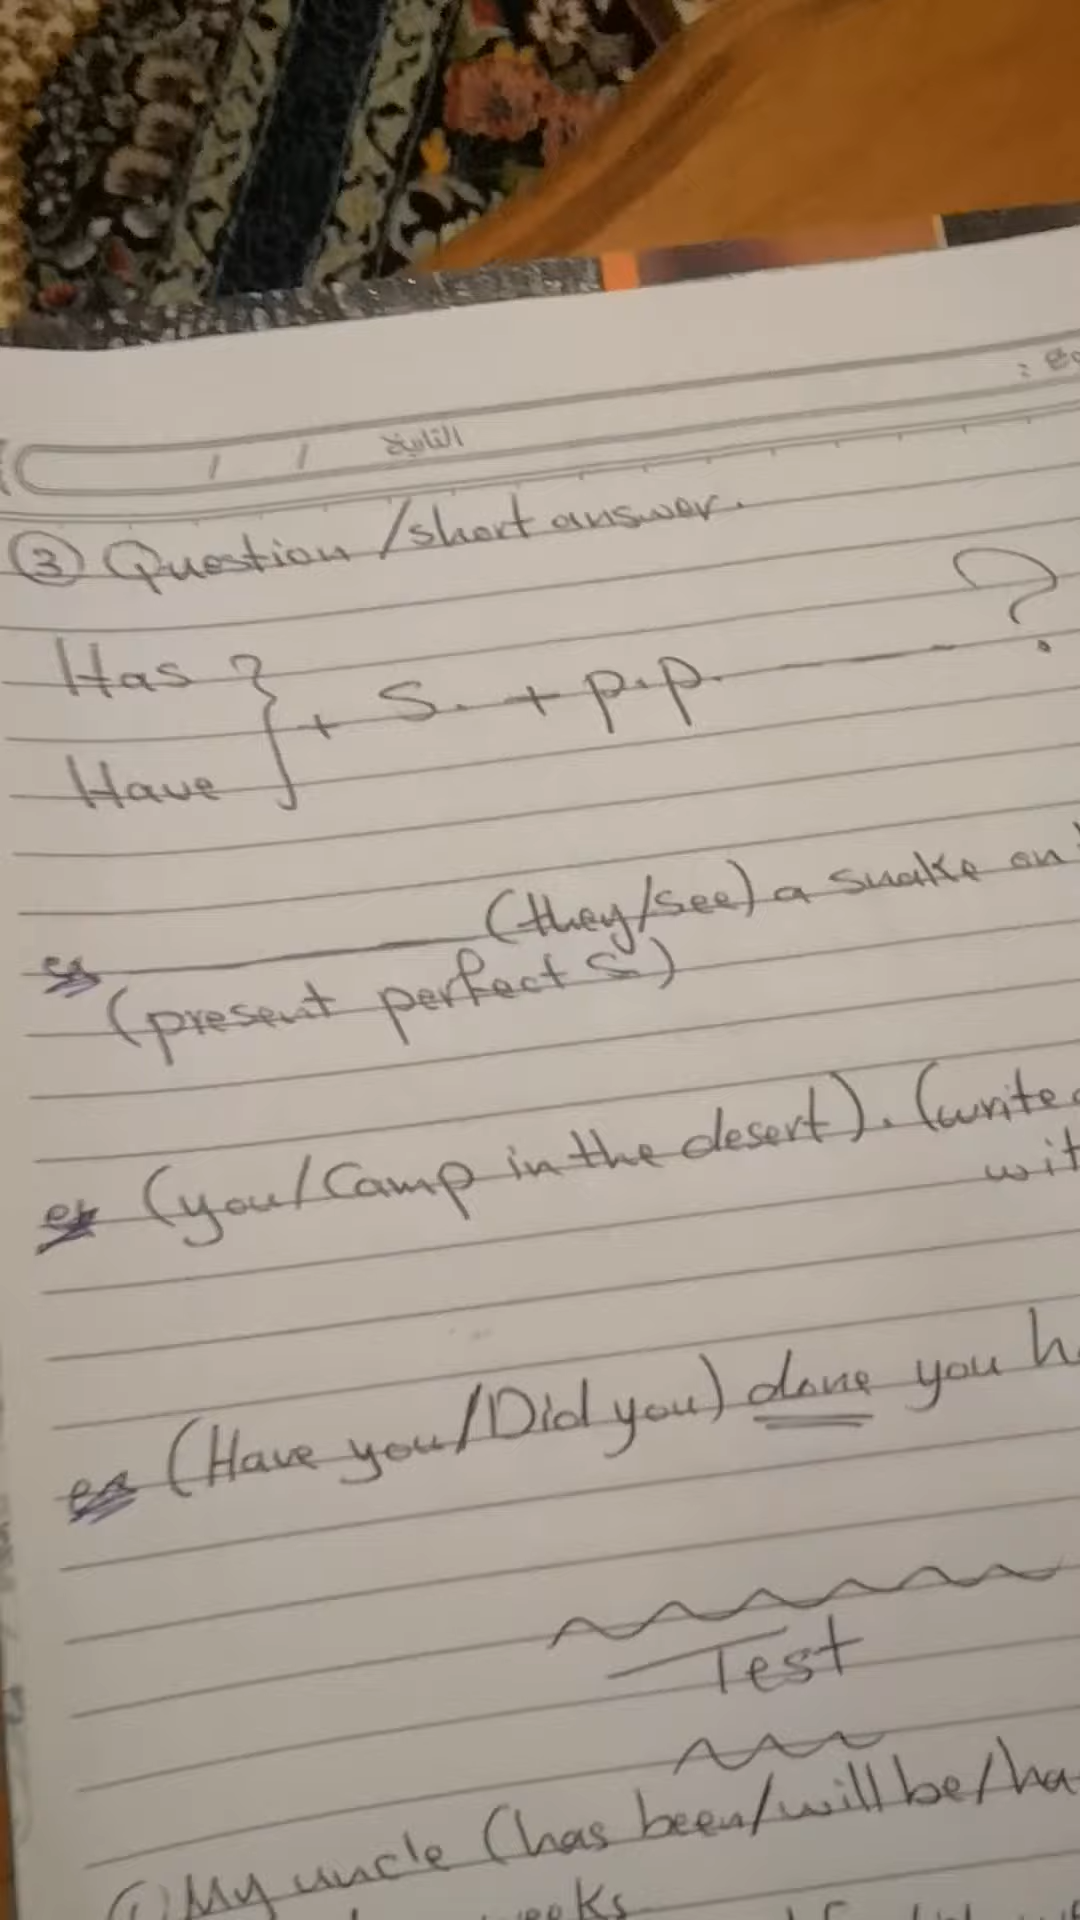 التاريخ / /
③ Question / short answer.
Has
Have } + S. + p.p. ?
ex (they/see) a snake on
(present perfect S)
ex (you/Camp in the desert). (write
wit
ex (Have you/Did you) done you h
Test
① My uncle (has been/will be/ha